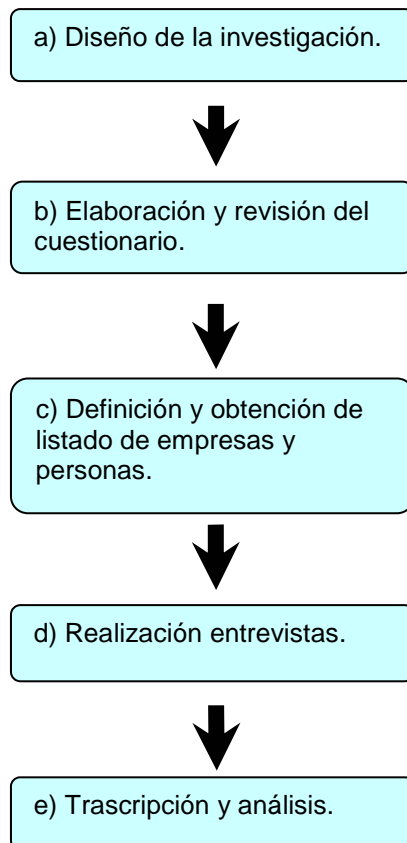 a) Diseño de la investigación.
b) Elaboración y revisión del
cuestionario.
c) Definición y obtención de
listado de empresas y
personas.
d) Realización entrevistas.
e) Trascripción y análisis.